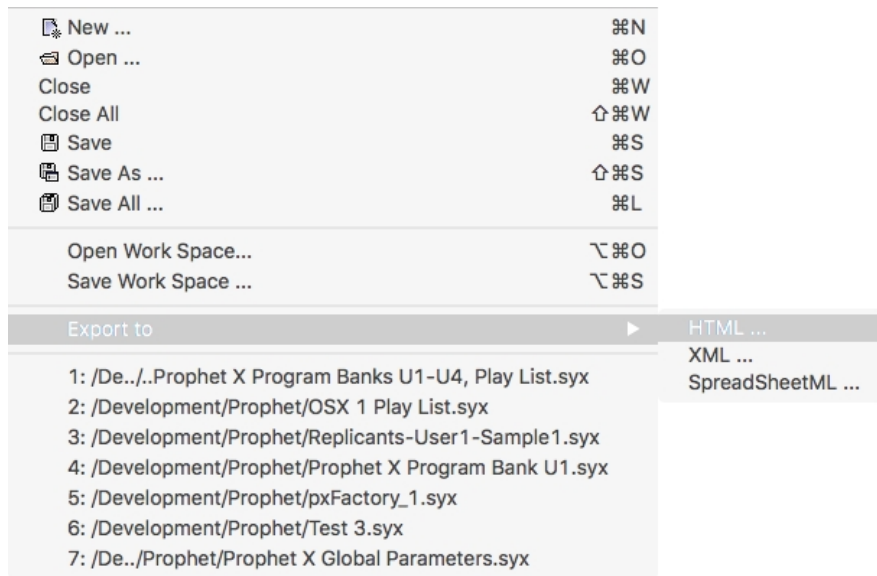 New ... ⌘N
Open ... ⌘O
Close ⌘W
Close All ⇧⌘W
Save ⌘S
Save As ... ⇧⌘S
Save All ... ⌘L
Open Work Space... ⌥⌘O
Save Work Space ... ⌥⌘S
Export to ▶ HTML ...
XML ...
SpreadSheetML ...
1: /De../..Prophet X Program Banks U1-U4, Play List.syx
2: /Development/Prophet/OSX 1 Play List.syx
3: /Development/Prophet/Replicants-User1-Sample1.syx
4: /Development/Prophet/Prophet X Program Bank U1.syx
5: /Development/Prophet/pxFactory_1.syx
6: /Development/Prophet/Test 3.syx
7: /De../Prophet/Prophet X Global Parameters.syx